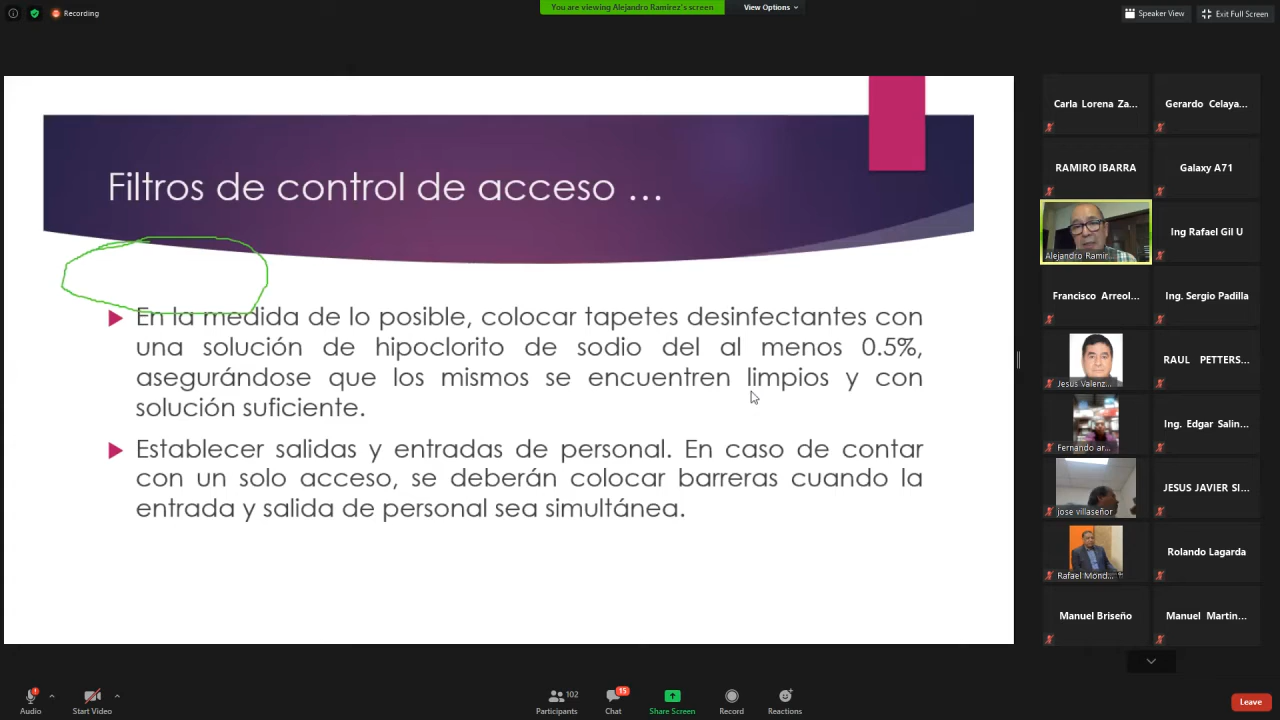 Recording
You are viewing Alejandro Ramirez's screen
View Options
Speaker View
Exit Full Screen
Filtros de control de acceso …
En la medida de lo posible, colocar tapetes desinfectantes con
una solución de hipoclorito de sodio del al menos 0.5%,
asegurándose que los mismos se encuentren limpios y con
solución suficiente.
Establecer salidas y entradas de personal. En caso de contar
con un solo acceso, se deberán colocar barreras cuando la
entrada y salida de personal sea simultánea.
Carla Lorena Za...
Gerardo Celaya...
RAMIRO IBARRA
Galaxy A71
Alejandro Ramir...
Ing Rafael Gil U
Francisco Arreol...
Ing. Sergio Padilla
Jesus Valenz...
RAUL PETTERS...
Fernando ar...
Ing. Edgar Salin...
jose villaseñor
JESUS JAVIER SI...
Rafael Mond...
Rolando Lagarda
Manuel Briseño
Manuel Martin...
Audio
Start Video
Participants
102
Chat
15
Share Screen
Record
Reactions
Leave